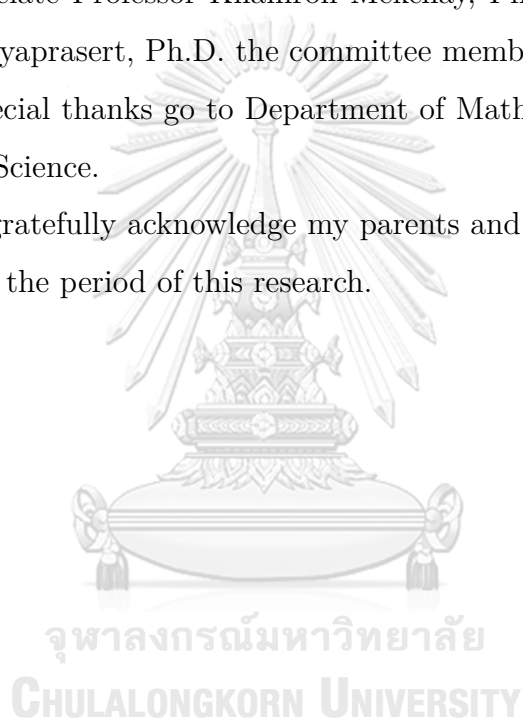 ciate Professor Khamron Mekchay, Ph
yaprasert, Ph.D. the committee memb
ecial thanks go to Department of Math
Science.
gratefully acknowledge my parents and
the period of this research.
จุฬาลงกรณ์มหาวิทยาลัย
CHULALONGKORN UNIVERSITY